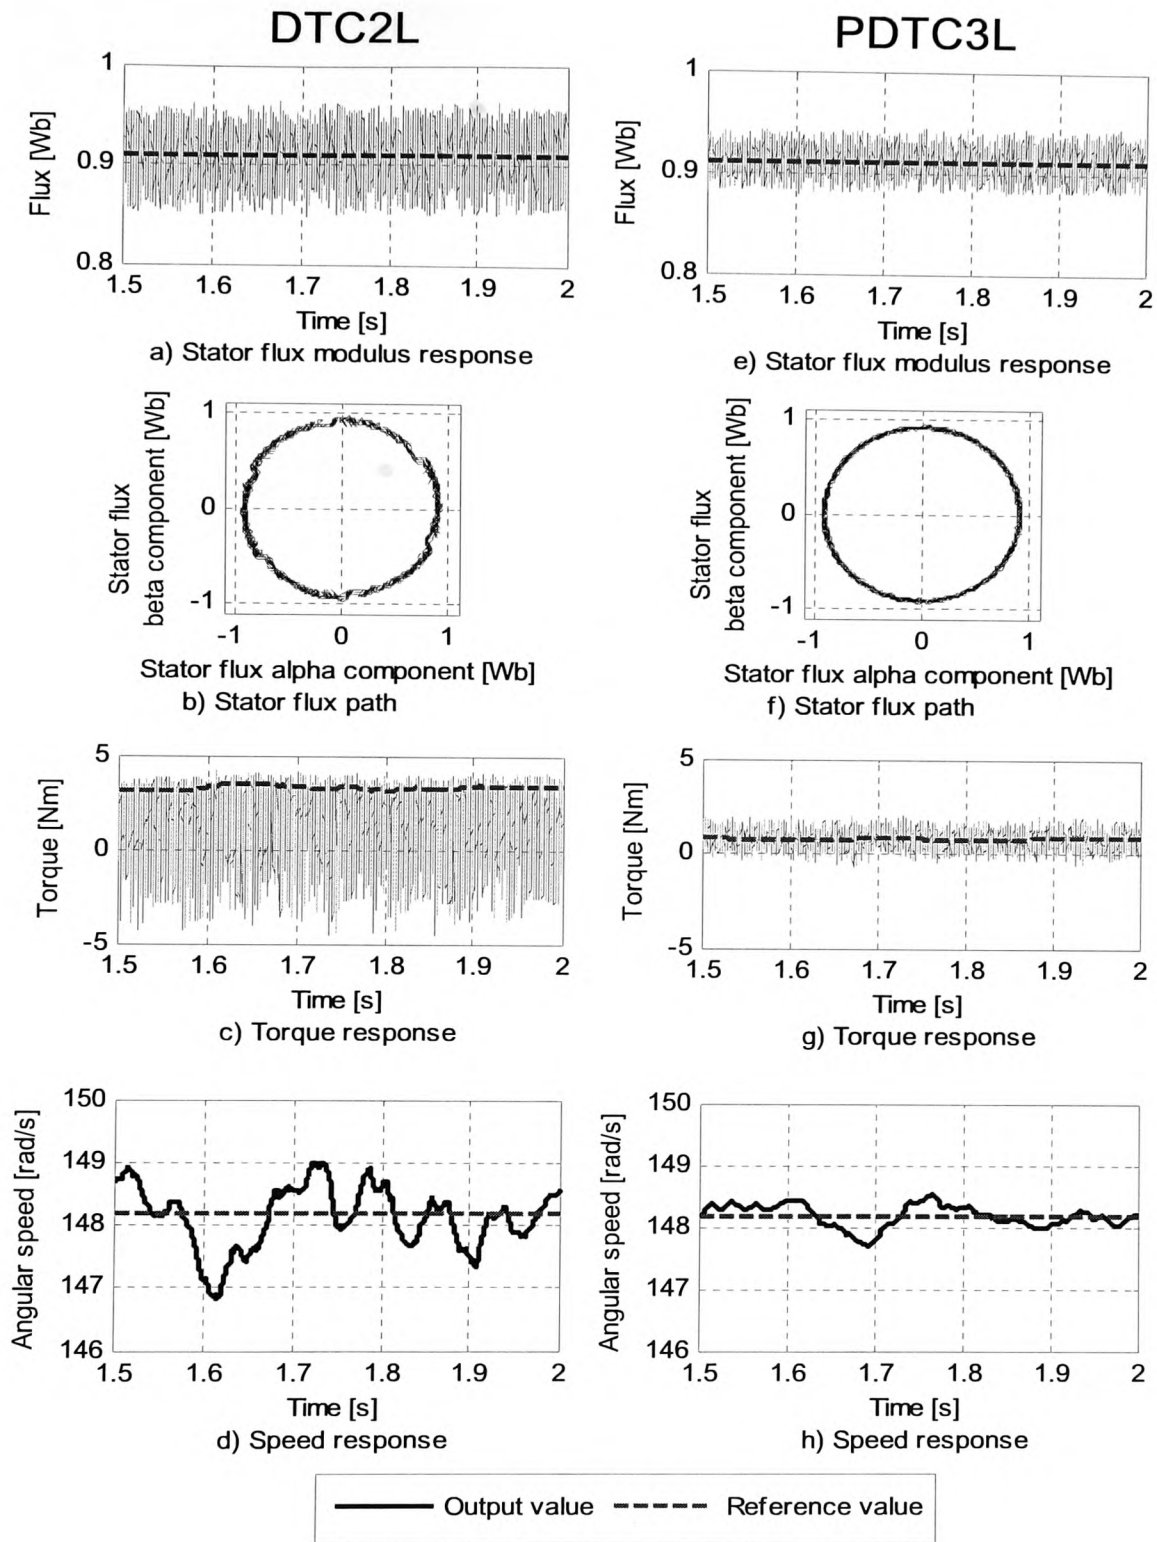 DTC2L
1
Flux [Wb]
0.9
0.8
1.5 1.6 1.7 1.8 1.9 2
Time [s]
a) Stator flux modulus response
1
Stator flux
beta component [Wb]
0
-1
-1 0 1
Stator flux alpha component [Wb]
b) Stator flux path
5
Torque [Nm]
0
-5
1.5 1.6 1.7 1.8 1.9 2
Time [s]
c) Torque response
150
Angular speed [rad/s]
149
148
147
146
1.5 1.6 1.7 1.8 1.9 2
Time [s]
d) Speed response
PDTC3L
1
Flux [Wb]
0.9
0.8
1.5 1.6 1.7 1.8 1.9 2
Time [s]
e) Stator flux modulus response
1
Stator flux
beta component [Wb]
0
-1
-1 0 1
Stator flux alpha component [Wb]
f) Stator flux path
5
Torque [Nm]
0
-5
1.5 1.6 1.7 1.8 1.9 2
Time [s]
g) Torque response
150
Angular speed [rad/s]
149
148
147
146
1.5 1.6 1.7 1.8 1.9 2
Time [s]
h) Speed response
Output value Reference value